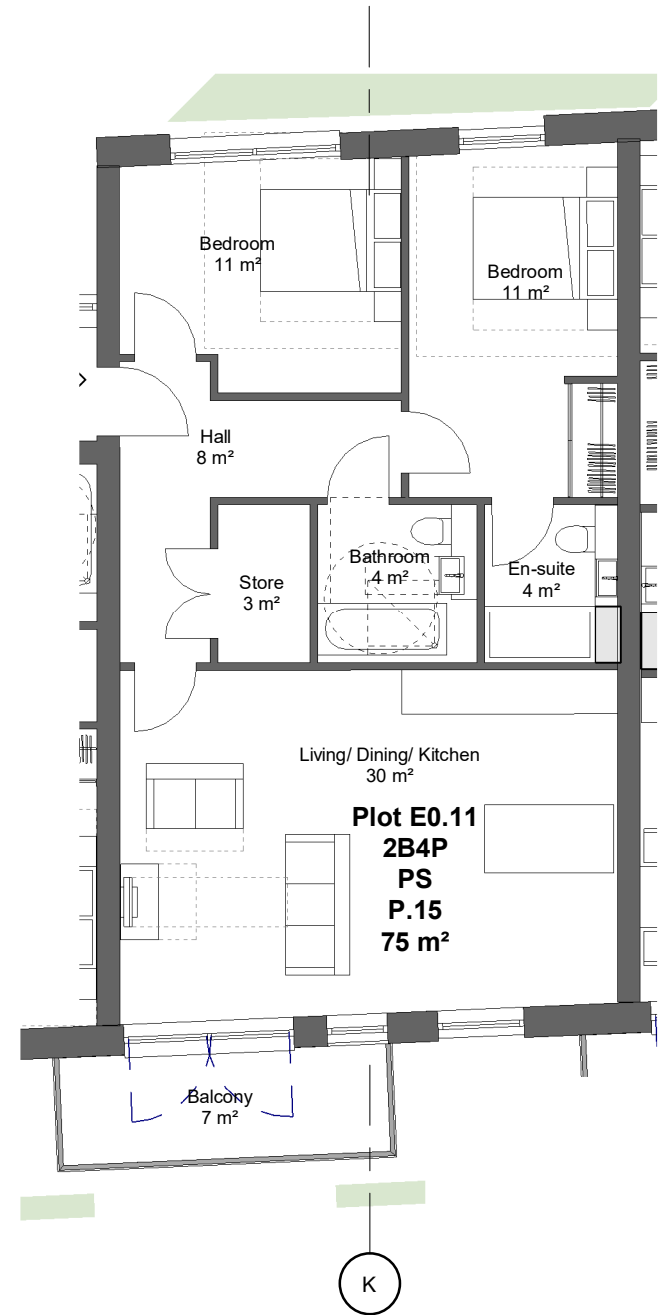 Bedroom
11 m²
Bedroom
11 m²
Hall
8 m²
Store
3 m²
Bathroom
4 m²
En-suite
4 m²
Living/ Dining/ Kitchen
30 m²
Plot E0.11
2B4P
PS
P.15
75 m²
Balcony
7 m²
K